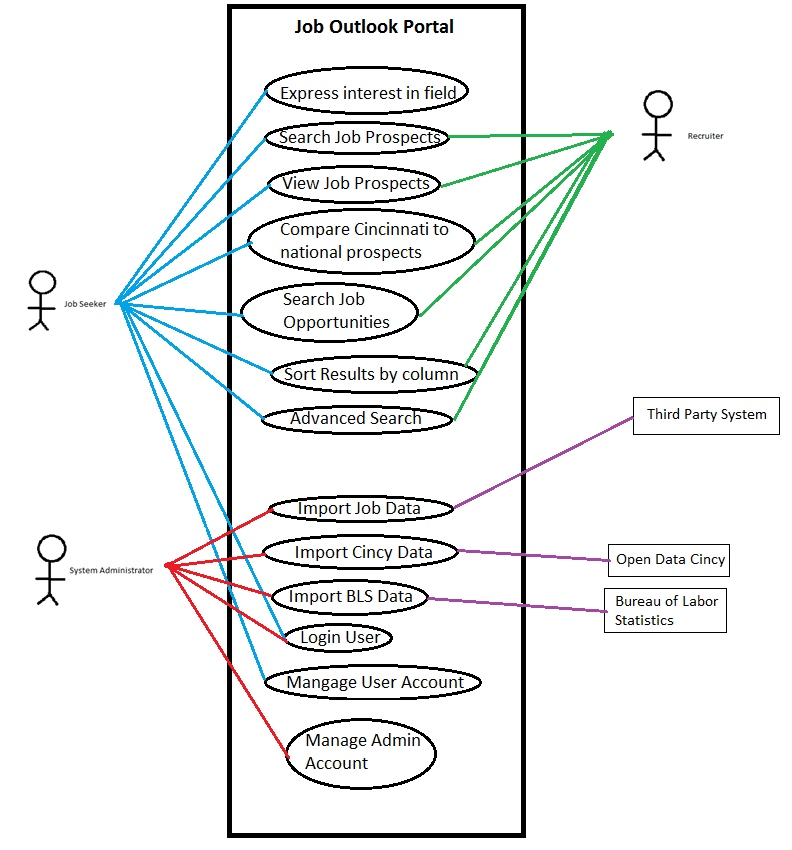 Job Outlook Portal
Express interest in field
Recruiter
Search Job Prospects
View Job Prospects
Compare Cincinnati to
national prospects
Job Seeker
Search Job
Opportunities
Sort Results by column
Advanced Search
Third Party System
Import Job Data
Import Cincy Data
Open Data Cincy
System Administrator
Import BLS Data
Bureau of Labor
Statistics
Login User
Mangage User Account
Manage Admin
Account